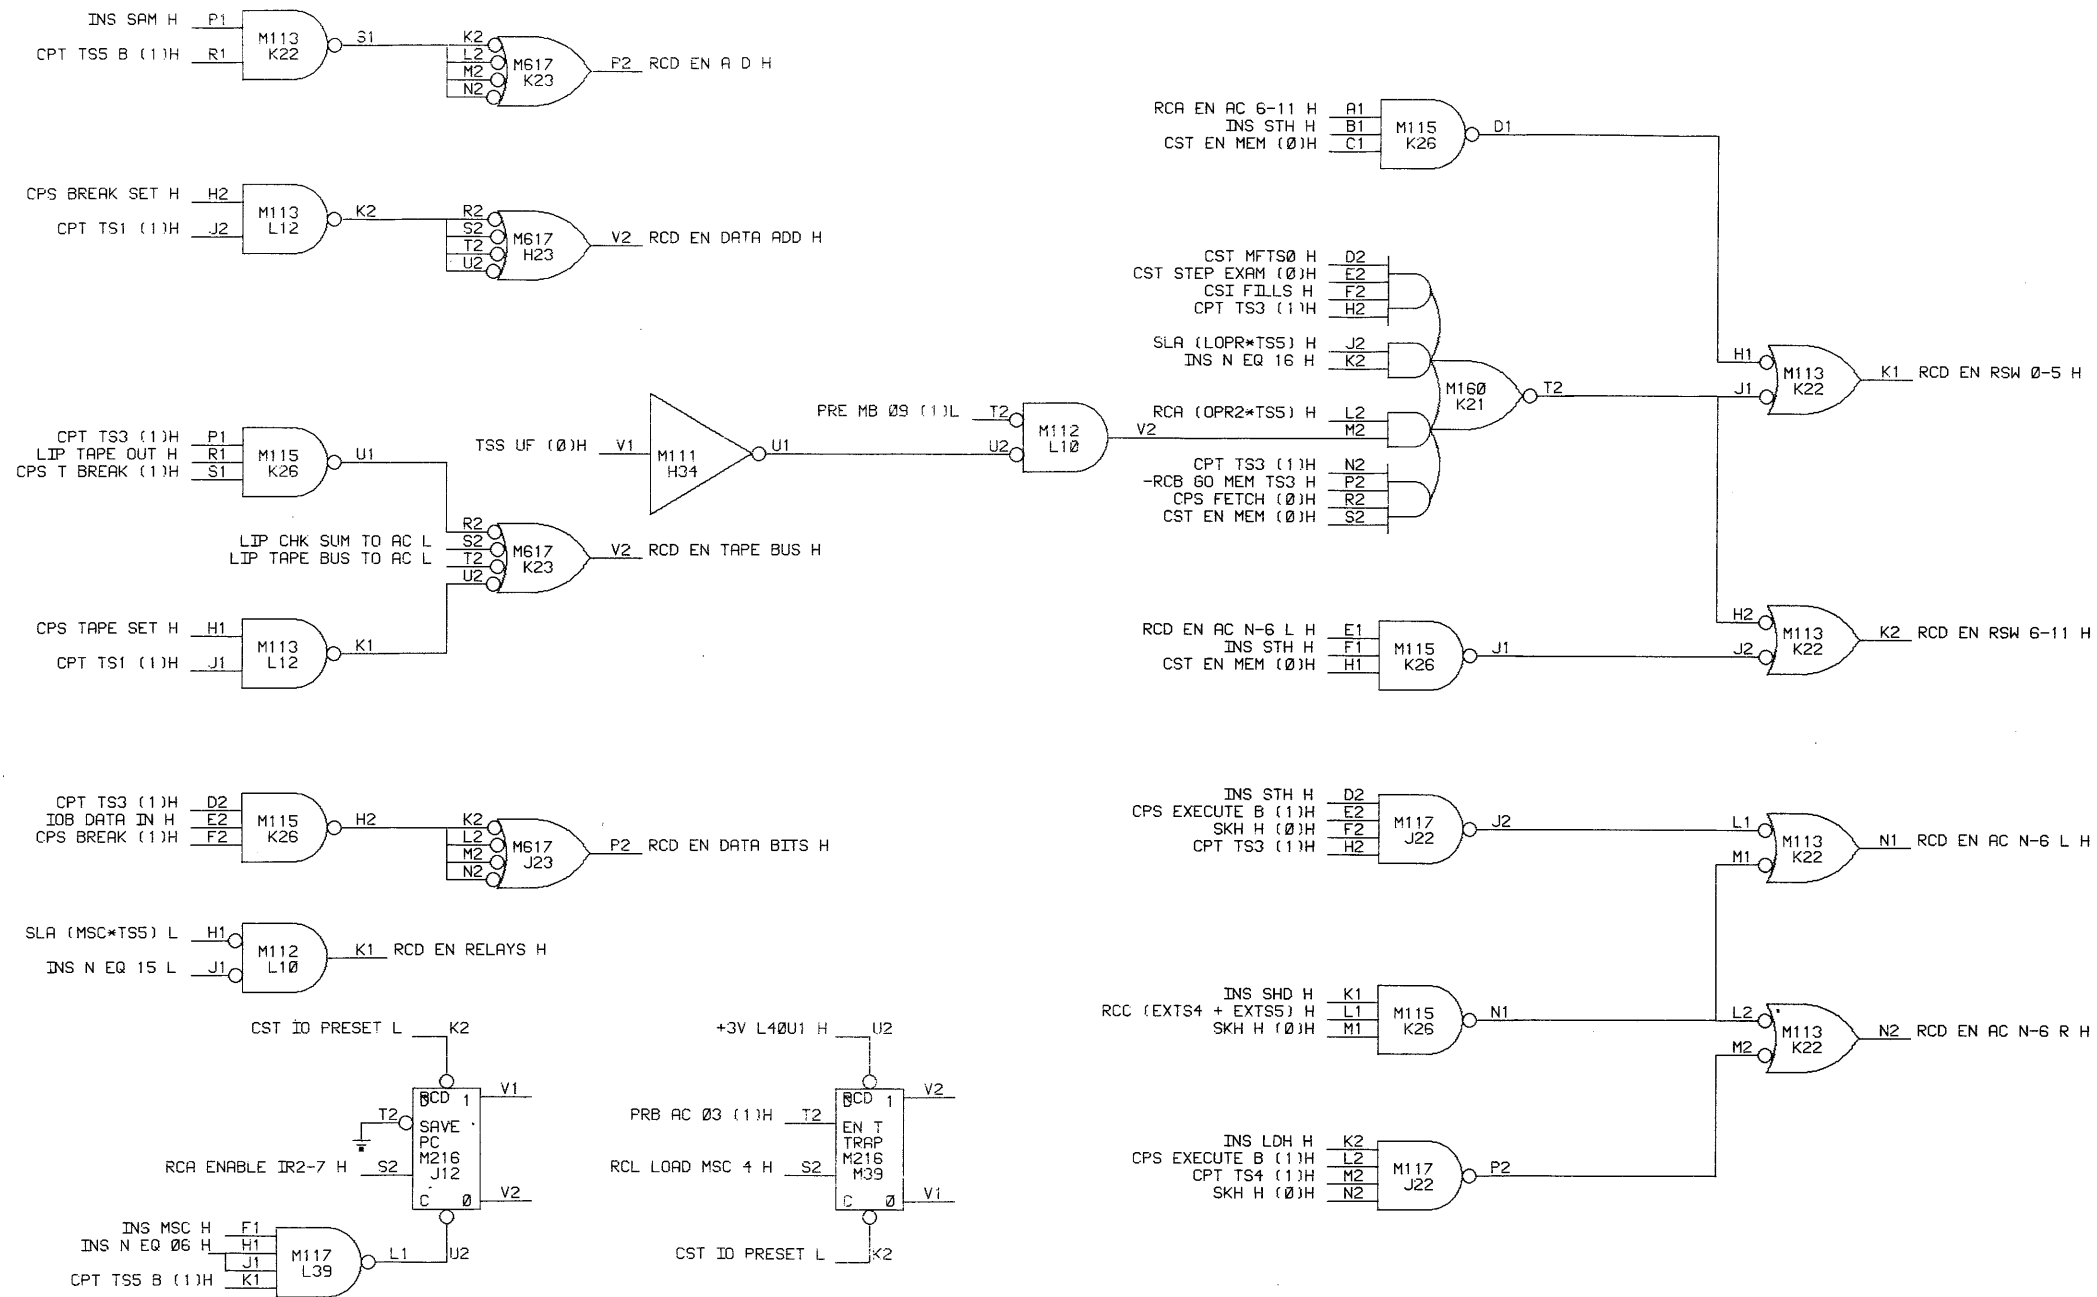 INS SAM H P1
CPT TS5 B (1)H R1
M113 K22 S1
K2 L2 M2 N2
M617 K23
P2 RCD EN A D H
CPS BREAK SET H H2
CPT TS1 (1)H J2
M113 L12 K2
R2 S2 T2 U2
M617 H23
V2 RCD EN DATA ADD H
CPT TS3 (1)H P1
LIP TAPE OUT H R1
CPS T BREAK (1)H S1
M115 K26 U1
LIP CHK SUM TO AC L
LIP TAPE BUS TO AC L
R2 S2 T2 U2
M617 K23
V2 RCD EN TAPE BUS H
CPS TAPE SET H H1
CPT TS1 (1)H J1
M113 L12 K1
CPT TS3 (1)H D2
IOB DATA IN H E2
CPS BREAK (1)H F2
M115 K26 H2
K2 L2 M2 N2
M617 J23
P2 RCD EN DATA BITS H
SLA (MSC*TS5) L H1
INS N EQ 15 L J1
M112 L10
K1 RCD EN RELAYS H
CST IO PRESET L K2
T2
RCA ENABLE IR2-7 H S2
D RCD 1
SAVE
PC
M216
J12
C 0
V1
V2
INS MSC H F1
INS N EQ 06 H H1
J1
CPT TS5 B (1)H K1
M117 L39 L1 U2
+3V L40U1 H U2
PRB AC 03 (1)H T2
RCL LOAD MSC 4 H S2
D RCD 1
EN T
TRAP
M216
M39
C 0
V2
V1
CST IO PRESET L K2
TSS UF (0)H V1
M111 H34 U1
PRE MB 09 (1)L T2
U2
M112 L10 V2
RCA EN AC 6-11 H A1
INS STH H B1
CST EN MEM (0)H C1
M115 K26 D1
CST MFTS0 H D2
CST STEP EXAM (0)H E2
CSI FILLS H F2
CPT TS3 (1)H H2
SLA (LOPR*TS5) H J2
INS N EQ 16 H K2
RCA (OPR2*TS5) H L2
M2
CPT TS3 (1)H N2
-RCB GO MEM TS3 H P2
CPS FETCH (0)H R2
CST EN MEM (0)H S2
M160 K21 T2
H1 J1
M113 K22
K1 RCD EN RSW 0-5 H
RCD EN AC N-6 L H E1
INS STH H F1
CST EN MEM (0)H H1
M115 K26 J1
H2 J2
M113 K22
K2 RCD EN RSW 6-11 H
INS STH H D2
CPS EXECUTE B (1)H E2
SKH H (0)H F2
CPT TS3 (1)H H2
M117 J22 J2
L1 M1
M113 K22
N1 RCD EN AC N-6 L H
INS SHD H K1
RCC (EXTS4 + EXTS5) H L1
SKH H (0)H M1
M115 K26 N1
L2 M2
M113 K22
N2 RCD EN AC N-6 R H
INS LDH H K2
CPS EXECUTE B (1)H L2
CPT TS4 (1)H M2
SKH H (0)H N2
M117 J22 P2